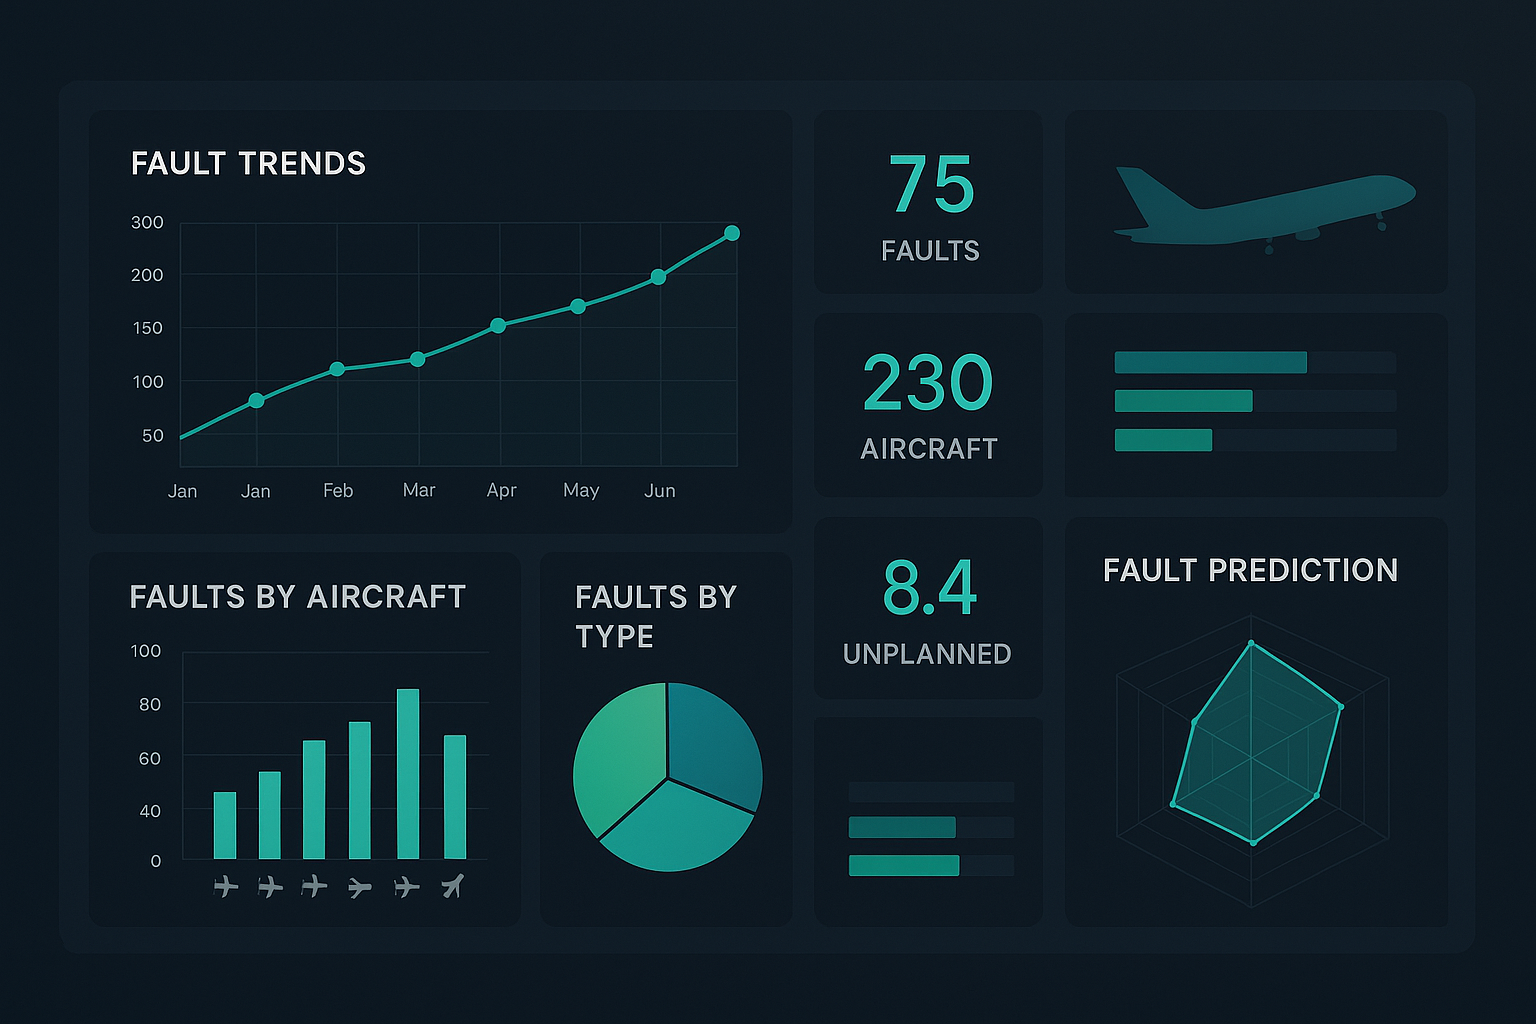 FAULT TRENDS
300
200
150
100
50
Jan Jan Feb Mar Apr May Jun
75
FAULTS
230
AIRCRAFT
8.4
UNPLANNED
FAULTS BY AIRCRAFT
100
80
60
40
0
FAULTS BY
TYPE
FAULT PREDICTION